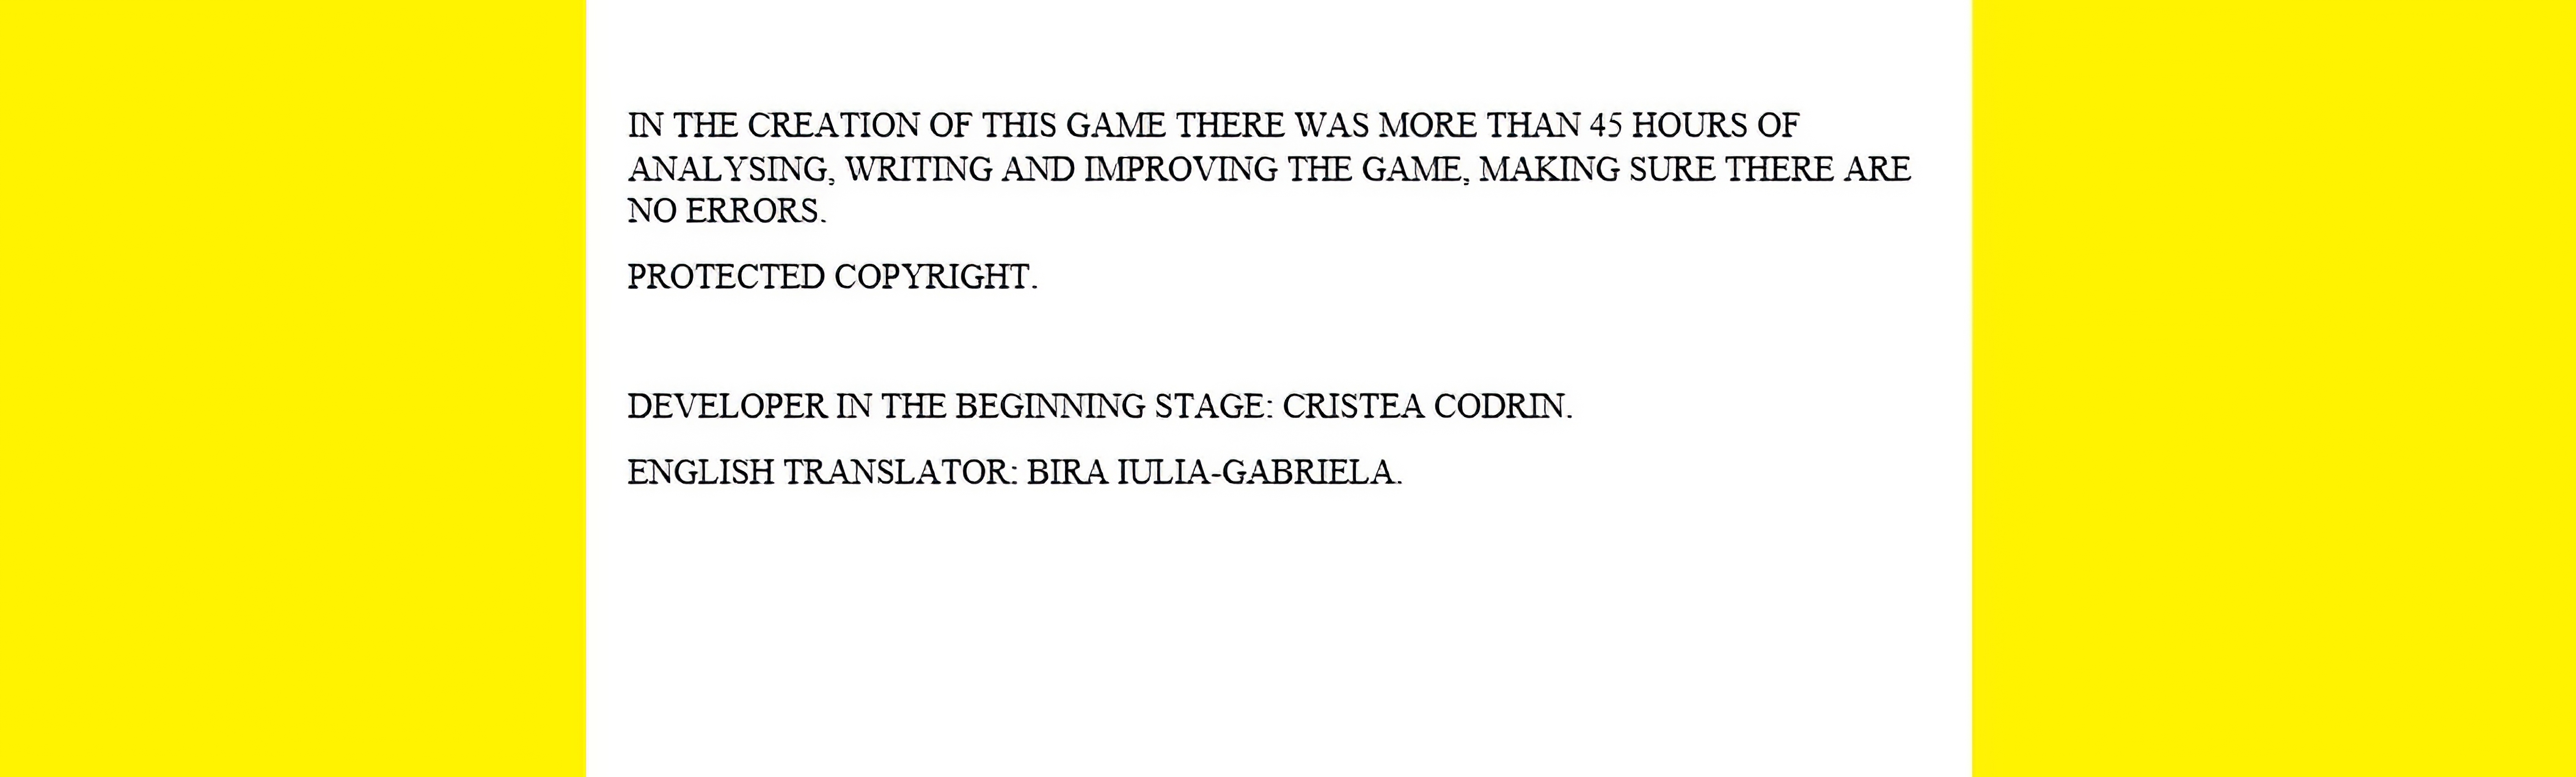 IN THE CREATION OF THIS GAME THERE WAS MORE THAN 45 HOURS OF
ANALYSING, WRITING AND IMPROVING THE GAME, MAKING SURE THERE ARE
NO ERRORS.
PROTECTED COPYRIGHT.
DEVELOPER IN THE BEGINNING STAGE: CRISTEA CODRIN.
ENGLISH TRANSLATOR: BIRA IULIA-GABRIELA.